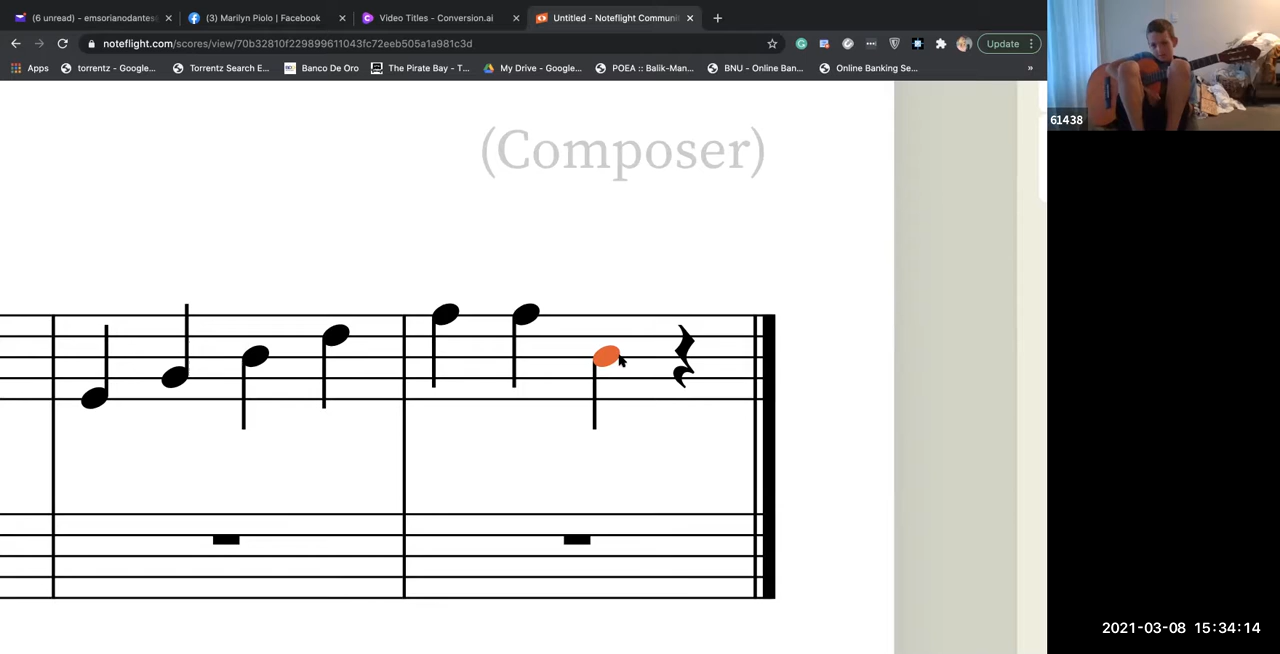 (6 unread) - emsorianodantes
(3) Marilyn Piolo | Facebook
Video Titles - Conversion.ai
Untitled - Noteflight Communi
noteflight.com/scores/view/70b32810f229899611043fc72eeb505a1a981c3d
Update
Apps
torrentz - Google...
Torrentz Search E...
Banco De Oro
The Pirate Bay - T...
My Drive - Google...
POEA :: Balik-Man...
BNU - Online Ban...
Online Banking Se...
»
61438
(Composer)
2021-03-08 15:34:14